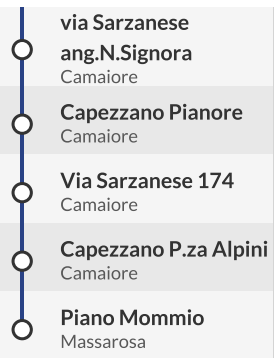 via Sarzanese
ang.N.Signora
Camaiore
Capezzano Pianore
Camaiore
Via Sarzanese 174
Camaiore
Capezzano P.za Alpini
Camaiore
Piano Mommio
Massarosa